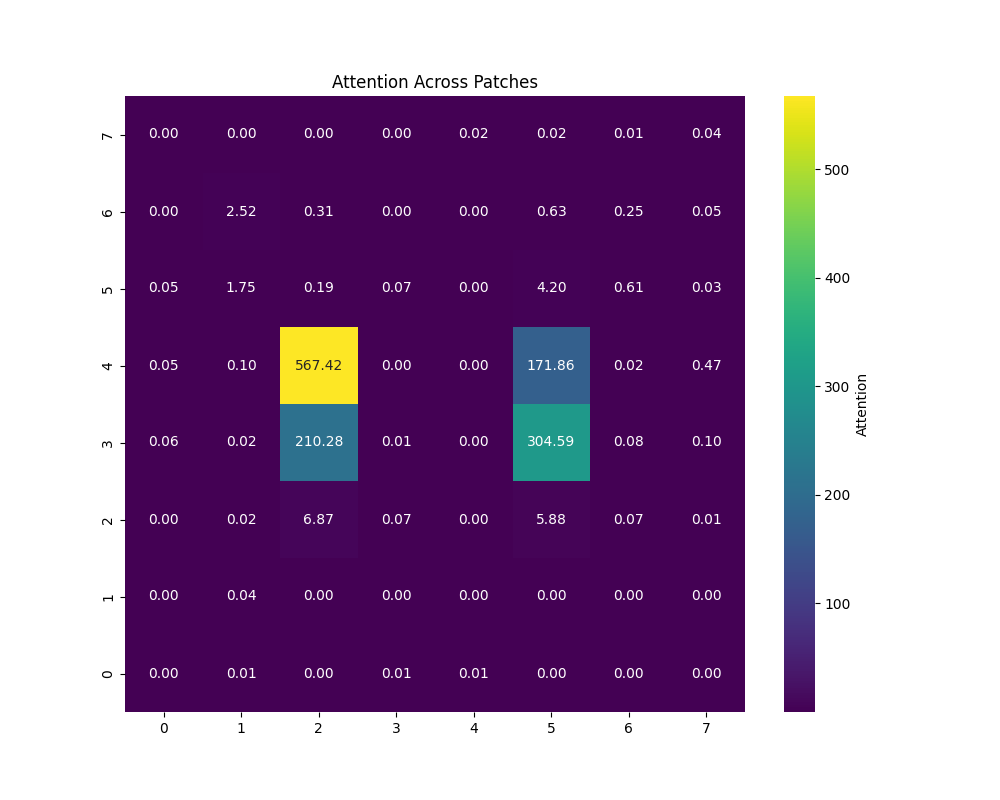 Attention Across Patches
7 0.00 0.00 0.00 0.00 0.02 0.02 0.01 0.04
6 0.00 2.52 0.31 0.00 0.00 0.63 0.25 0.05
5 0.05 1.75 0.19 0.07 0.00 4.20 0.61 0.03
4 0.05 0.10 567.42 0.00 0.00 171.86 0.02 0.47
3 0.06 0.02 210.28 0.01 0.00 304.59 0.08 0.10
2 0.00 0.02 6.87 0.07 0.00 5.88 0.07 0.01
1 0.00 0.04 0.00 0.00 0.00 0.00 0.00 0.00
0 0.00 0.01 0.00 0.01 0.01 0.00 0.00 0.00
0 1 2 3 4 5 6 7
500
400
300
200
100
Attention